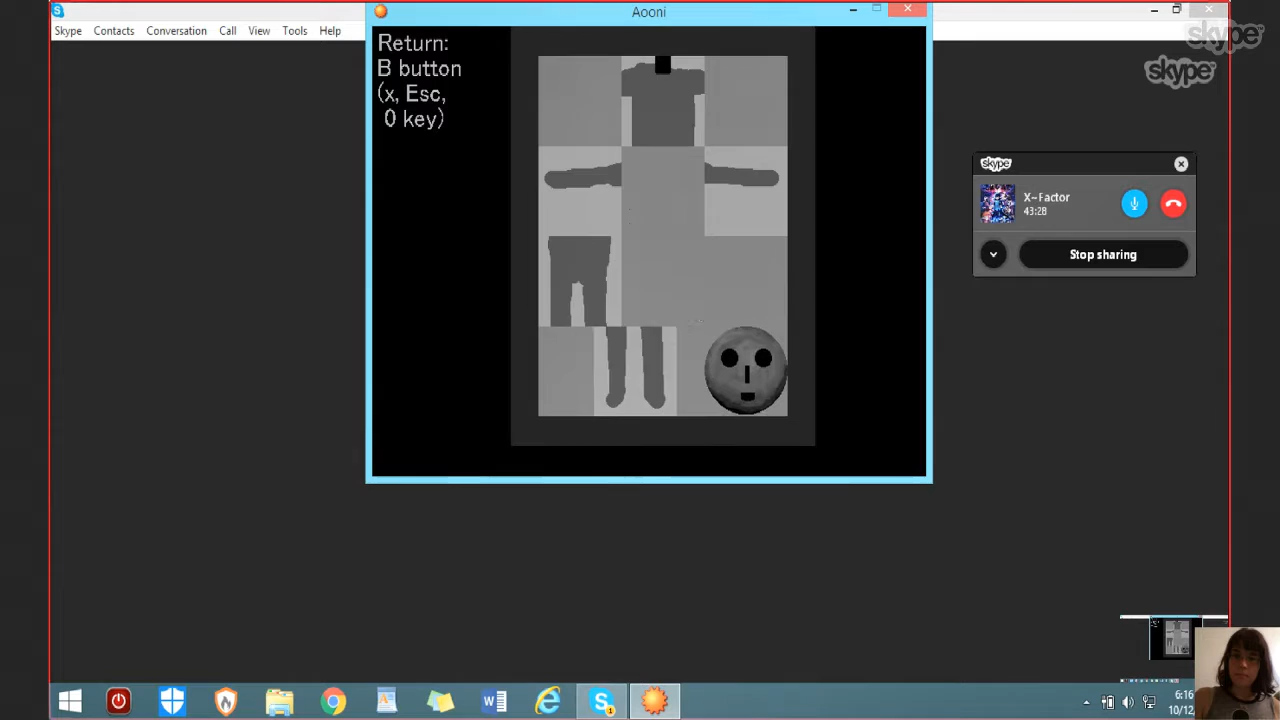 skype
skype
Skype Contacts Conversation Call View Tools Help
Aooni
Return:
B button
(x, Esc,
0 key)
skype
X-Factor
43:28
Stop sharing
6:16
10/12/